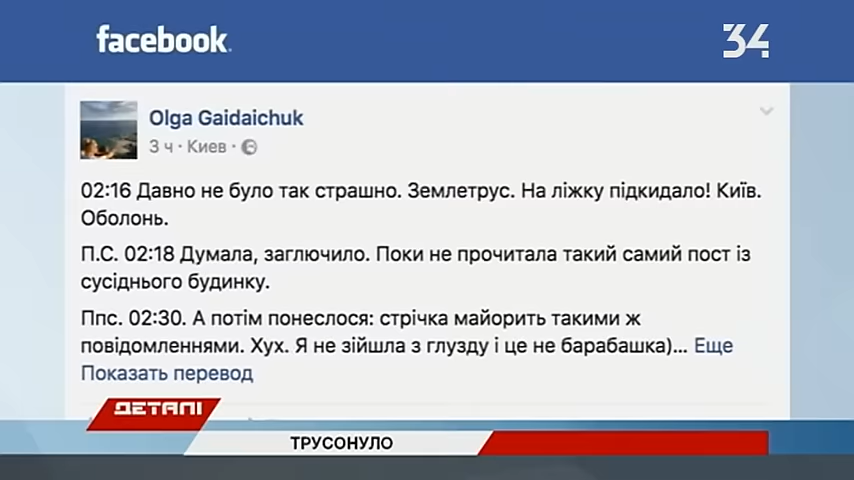 facebook
34
Olga Gaidaichuk
3 ч · Киев ·
02:16 Давно не було так страшно. Землетрус. На ліжку підкидало! Київ.
Оболонь.
П.С. 02:18 Думала, заглючило. Поки не прочитала такий самий пост із
сусіднього будинку.
Ппс. 02:30. А потім понеслося: стрічка майорить такими ж
повідомленнями. Хух. Я не зійшла з глузду і це не барабашка)... Еще
Показать перевод
ДЕТАЛІ
ТРУСОНУЛО